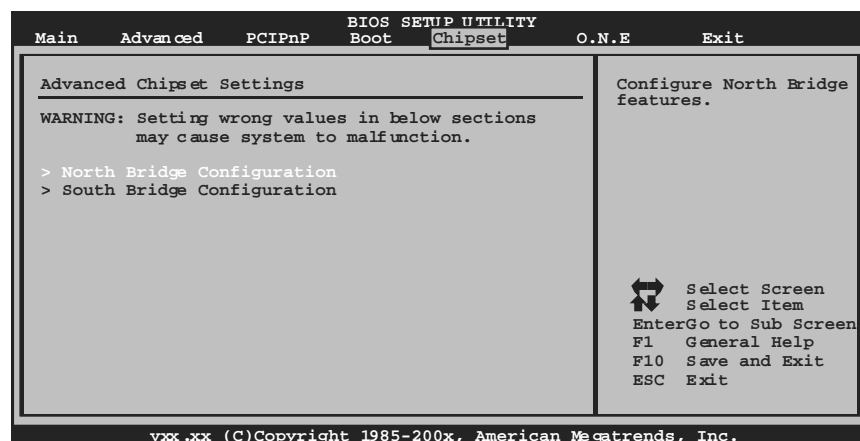 BIOS SETUP UTILITY
Main Advanced PCIPnP Boot Chipset O.N.E Exit
Advanced Chipset Settings
WARNING: Setting wrong values in below sections
may cause system to malfunction.
> North Bridge Configuration
> South Bridge Configuration
Configure North Bridge
features.
Select Screen
Select Item
Enter Go to Sub Screen
F1 General Help
F10 Save and Exit
ESC Exit
vxx.xx (C)Copyright 1985-200x, American Megatrends, Inc.